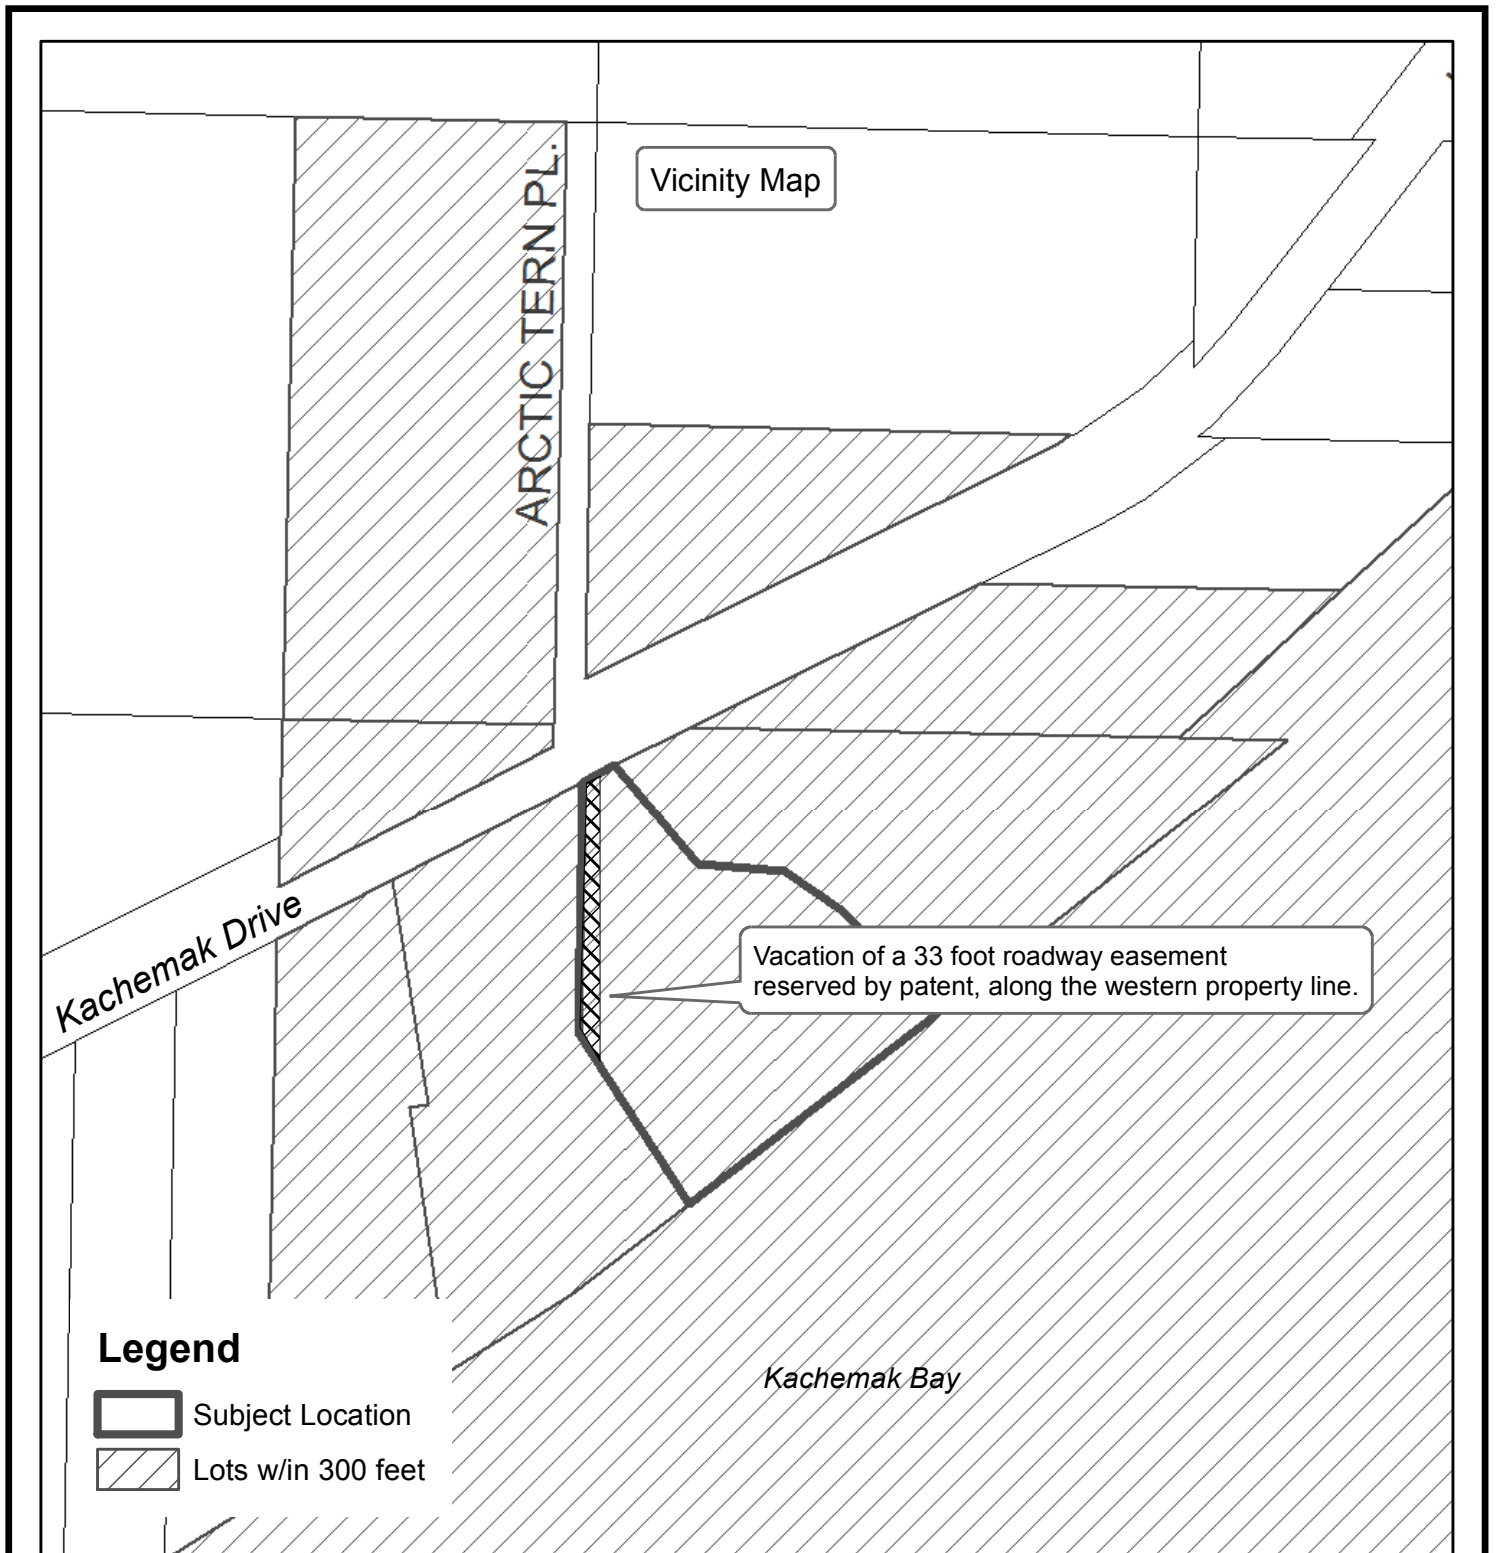 Vicinity Map
ARCTIC TERN PL.
Kachemak Drive
Vacation of a 33 foot roadway easement
reserved by patent, along the western property line.
Kachemak Bay
Legend
Subject Location
Lots w/in 300 feet